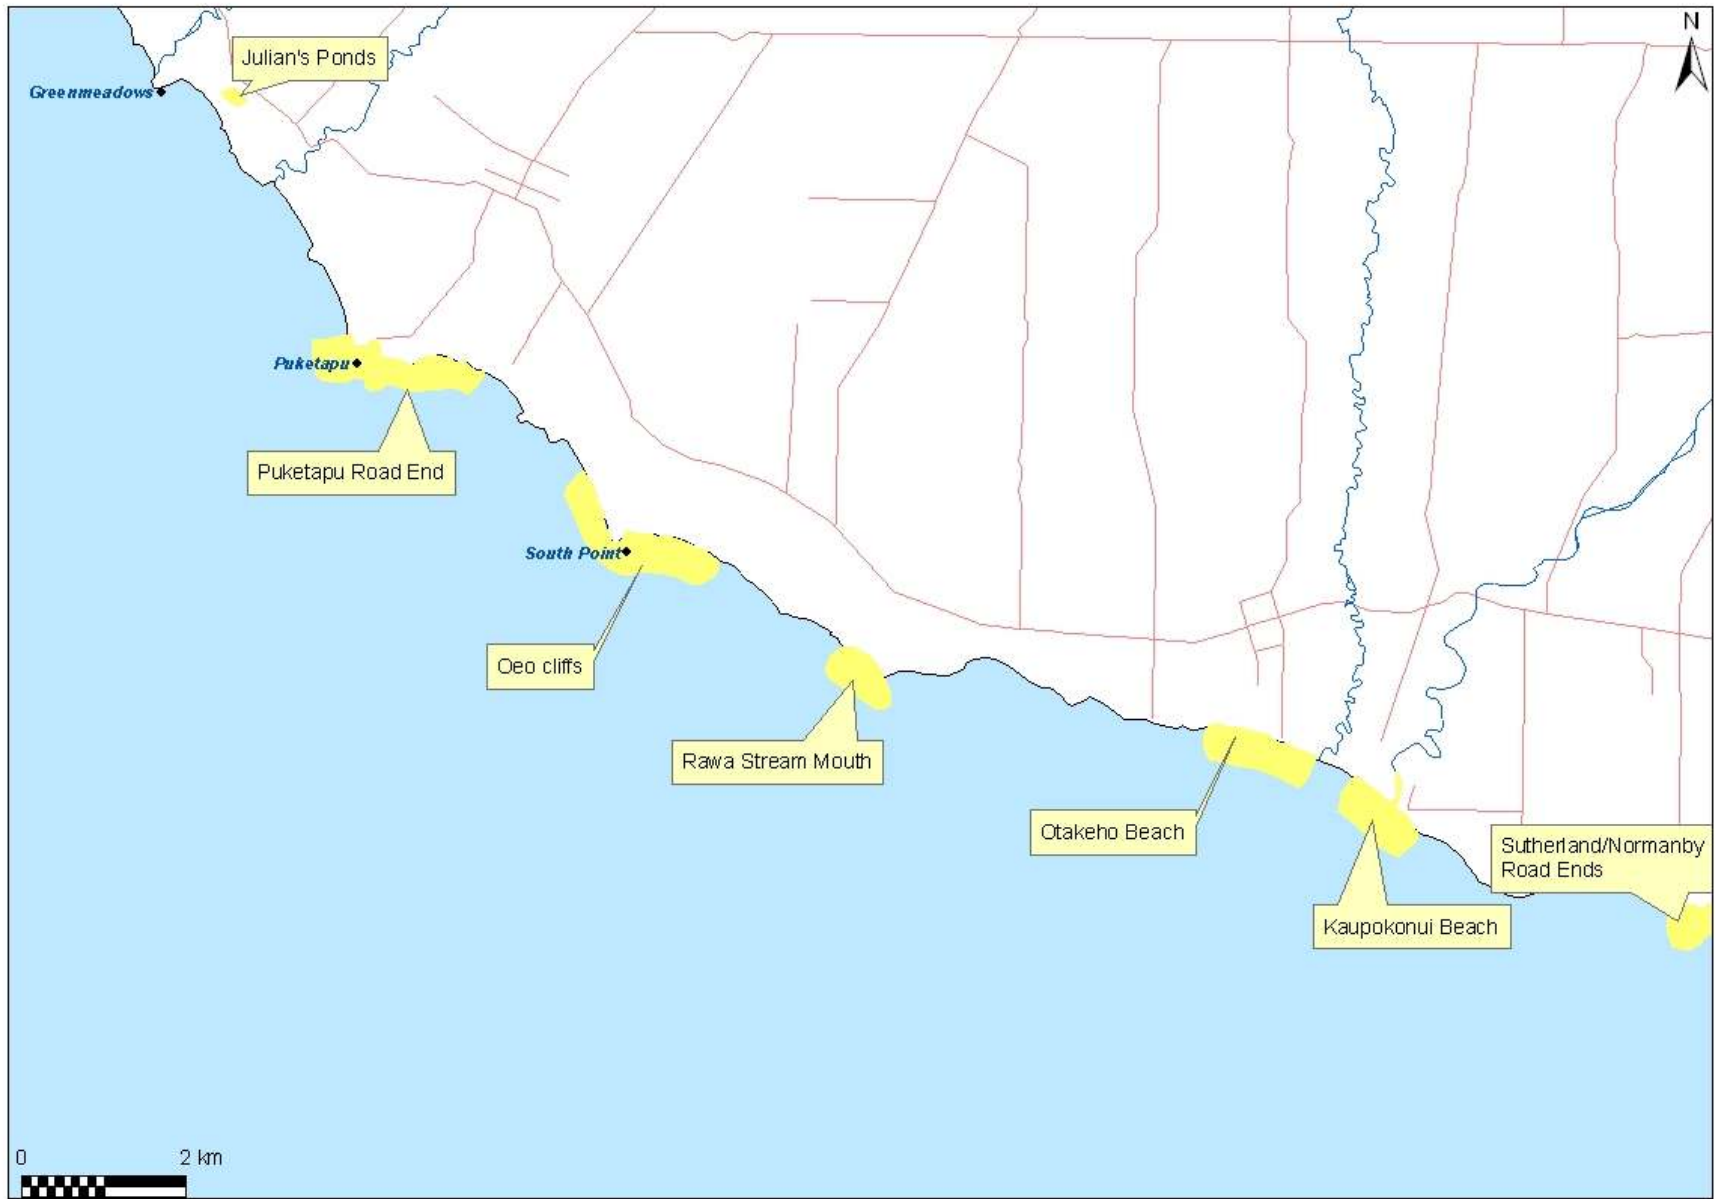 N
Julian's Ponds
Greenmeadows
Puketapu
Puketapu Road End
South Point
Oeo cliffs
Rawa Stream Mouth
Otakeho Beach
Sutherland/Normanby
Road Ends
Kaupokonui Beach
0 2 km